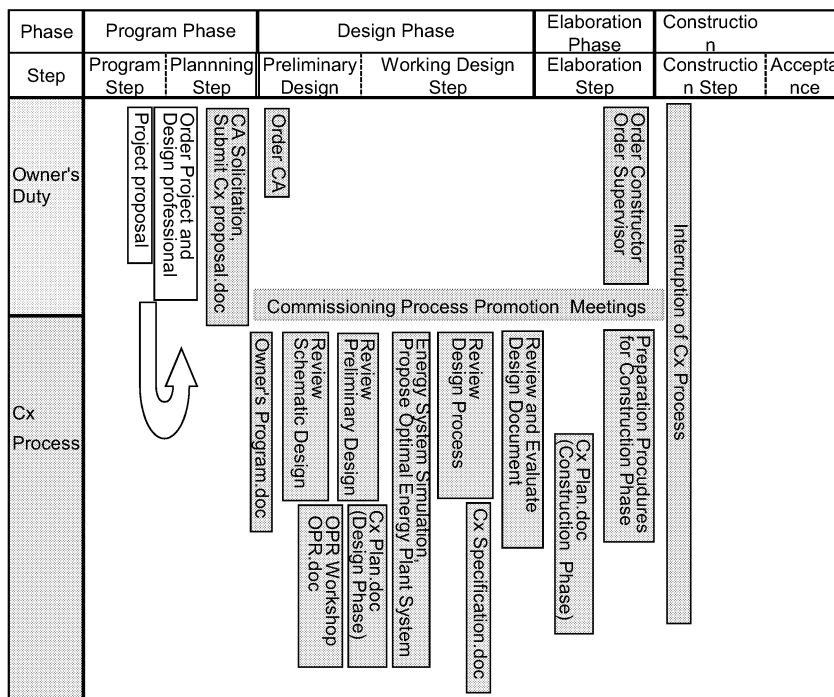 Phase
Program Phase
Design Phase
Elaboration
Phase
Constructio
n
Step
Program
Step
Plannning
Step
Preliminary
Design
Working Design
Step
Elaboration
Step
Constructio
n Step
Accepta
nce
Owner's
Duty
Project proposal
Order Project and
Design professional
CA Solicitation,
Submit Cx proposal.doc
Order CA
Order Constructor
Order Supervisor
Interruption of Cx Process
Commissioning Process Promotion Meetings
Cx
Process
Owner's Program.doc
Review
Schematic Design
OPR Workshop
OPR.doc
Review
Preliminary Design
Cx Plan.doc
(Design Phase)
Energy System Simulation,
Propose Optimal Energy Plant System
Review
Design Process
Cx Specification.doc
Review and Evaluate
Design Document
Cx Plan.doc
(Construction Phase)
Preparation Procudures
for Construction Phase